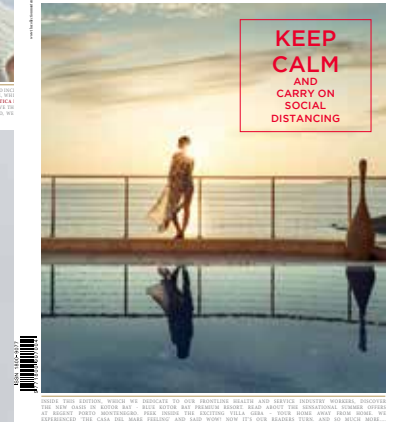 KEEP
CALM
AND
CARRY ON
SOCIAL
DISTANCING
INSIDE THIS EDITION, WHICH WE DEDICATE TO OUR FRONTLINE HEALTH AND SERVICE INDUSTRY WORKERS, DISCOVER
THE NEW OASIS IN KOTOR BAY - BLUE KOTOR BAY PREMIUM RESORT. READ ABOUT THE SENSATIONAL SUMMER OFFERS
AT REGENT PORTO MONTENEGRO. PEEK INSIDE THE EXCITING VILLA GEBA - YOUR HOME AWAY FROM HOME. WE
EXPERIENCED THE CASA DEL MARE FEELING AND SAID WOW! NOW IT'S OUR READERS TURN. AND SO MUCH MORE...